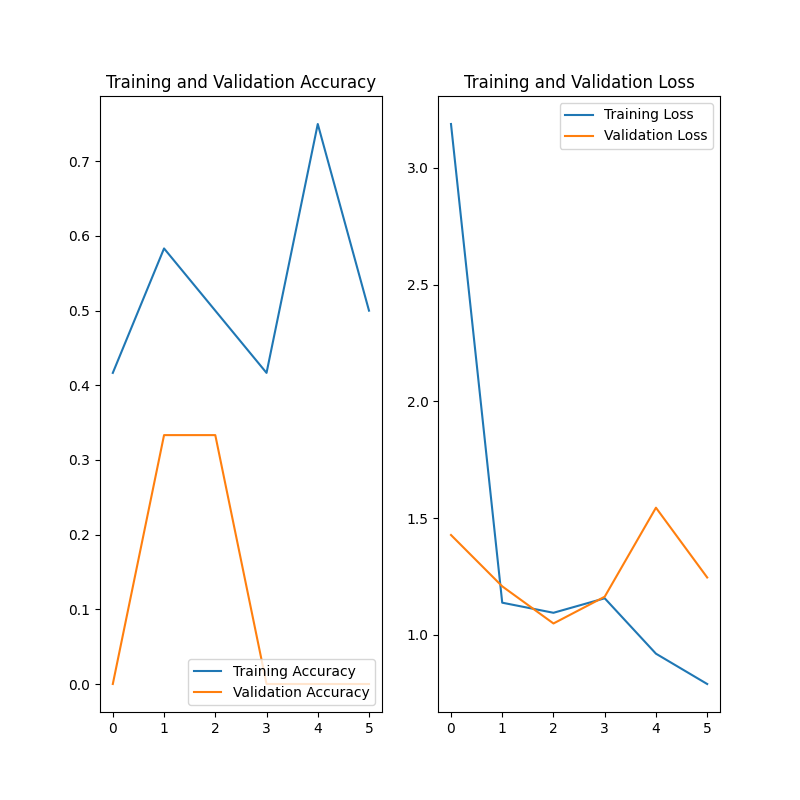 Training and Validation Accuracy
0.7
0.6
0.5
0.4
0.3
0.2
0.1
0.0
0 1 2 3 4 5
Training Accuracy
Validation Accuracy
Training and Validation Loss
3.0
2.5
2.0
1.5
1.0
0 1 2 3 4 5
Training Loss
Validation Loss